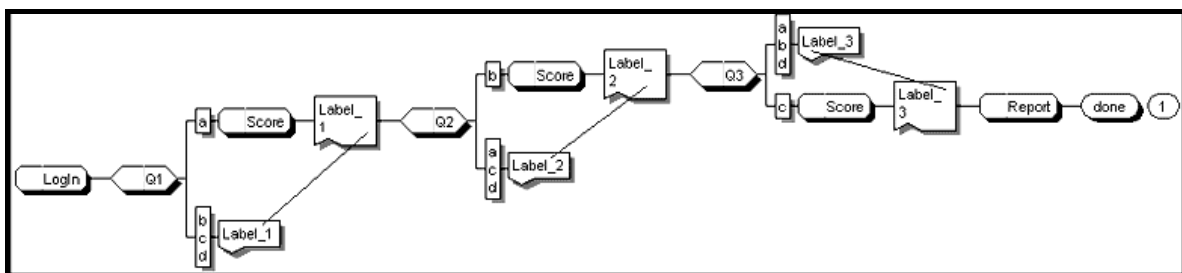 LogIn
Q1
a
Score
Label_
1
b
c
d
Label_1
Q2
b
Score
Label_
2
a
c
d
Label_2
Q3
a
b
d
Label_3
c
Score
Label_
3
Report
done
1